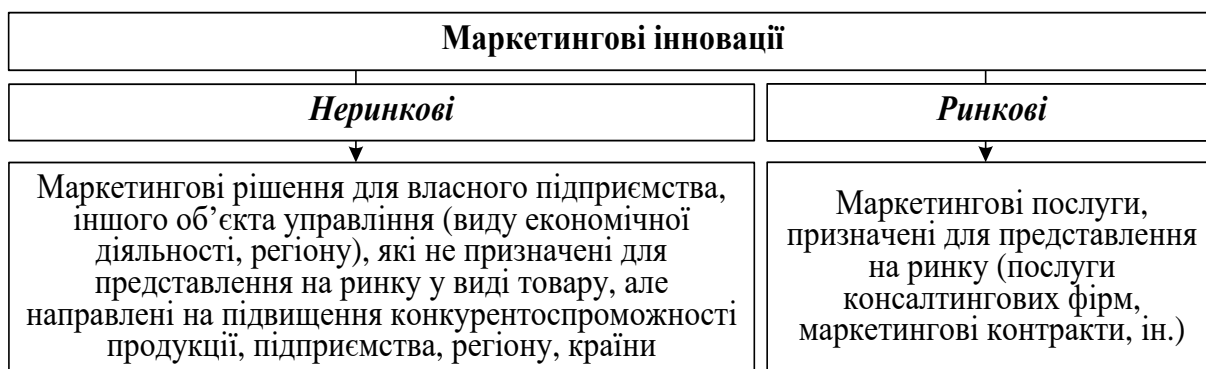 Маркетингові інновації
Неринкові
Ринкові
Маркетингові рішення для власного підприємства,
іншого об’єкта управління (виду економічної
діяльності, регіону), які не призначені для
представлення на ринку у виді товару, але
направлені на підвищення конкурентоспроможності
продукції, підприємства, регіону, країни
Маркетингові послуги,
призначені для представлення
на ринку (послуги
консалтингових фірм,
маркетингові контракти, ін.)